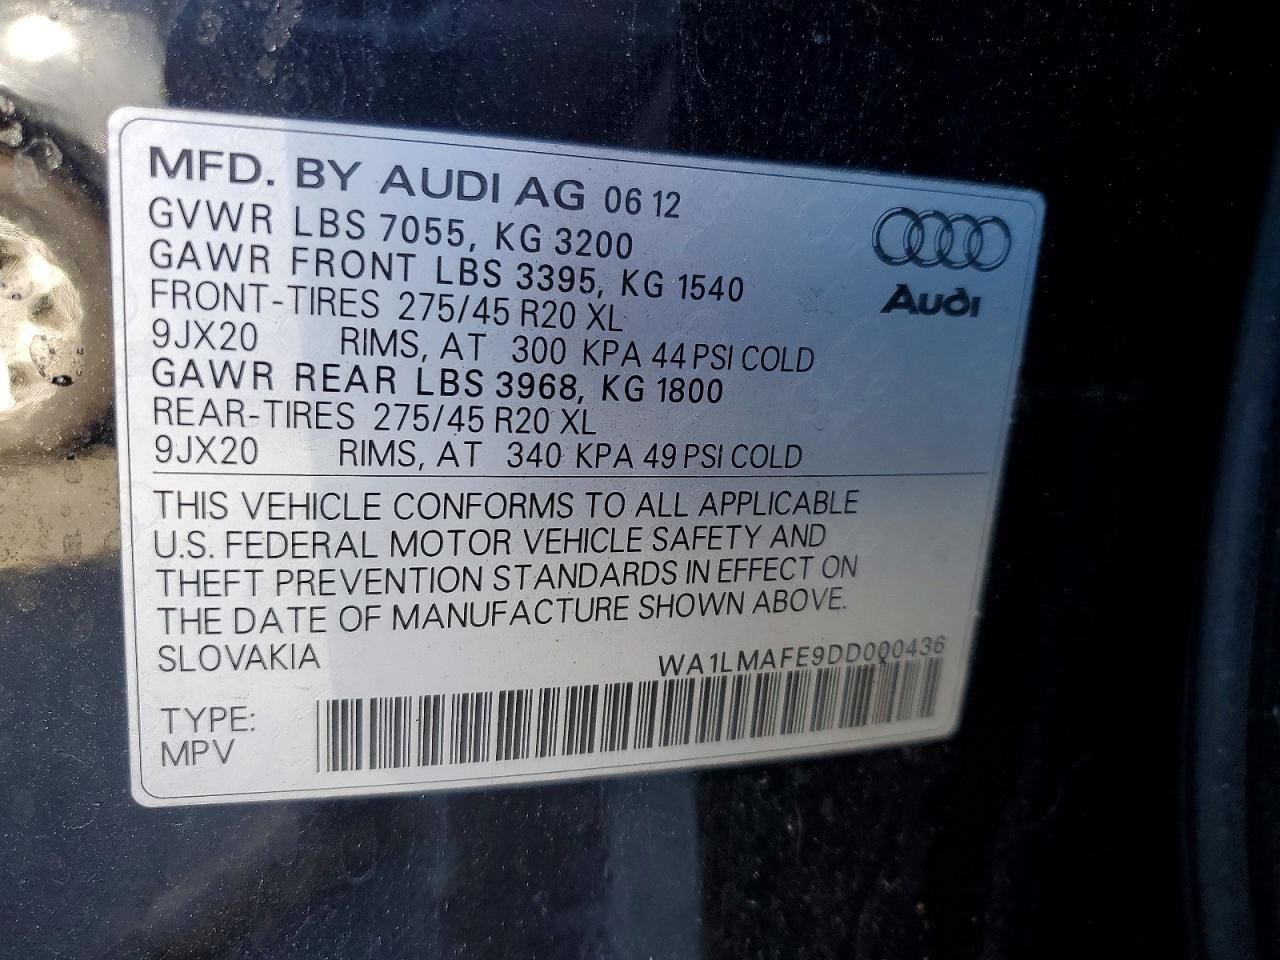 MFD. BY AUDI AG 06 12
GVWR LBS 7055, KG 3200
GAWR FRONT LBS 3395, KG 1540
FRONT-TIRES 275/45 R20 XL
9JX20 RIMS, AT 300 KPA 44 PSI COLD
GAWR REAR LBS 3968, KG 1800
REAR-TIRES 275/45 R20 XL
9JX20 RIMS, AT 340 KPA 49 PSI COLD
Audi
THIS VEHICLE CONFORMS TO ALL APPLICABLE
U.S. FEDERAL MOTOR VEHICLE SAFETY AND
THEFT PREVENTION STANDARDS IN EFFECT ON
THE DATE OF MANUFACTURE SHOWN ABOVE.
SLOVAKIA WA1LMAFE9DD000436
TYPE:
MPV